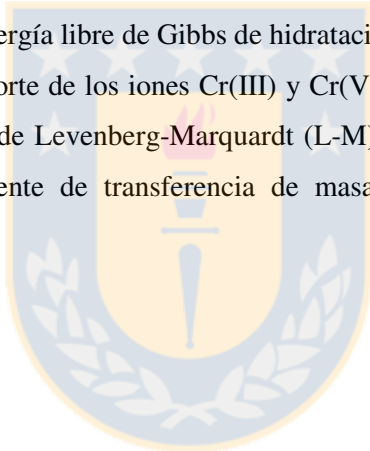 ergía libre de Gibbs de hidrataci
orte de los iones Cr(III) y Cr(V
de Levenberg-Marquardt (L-M)
ente de transferencia de masa